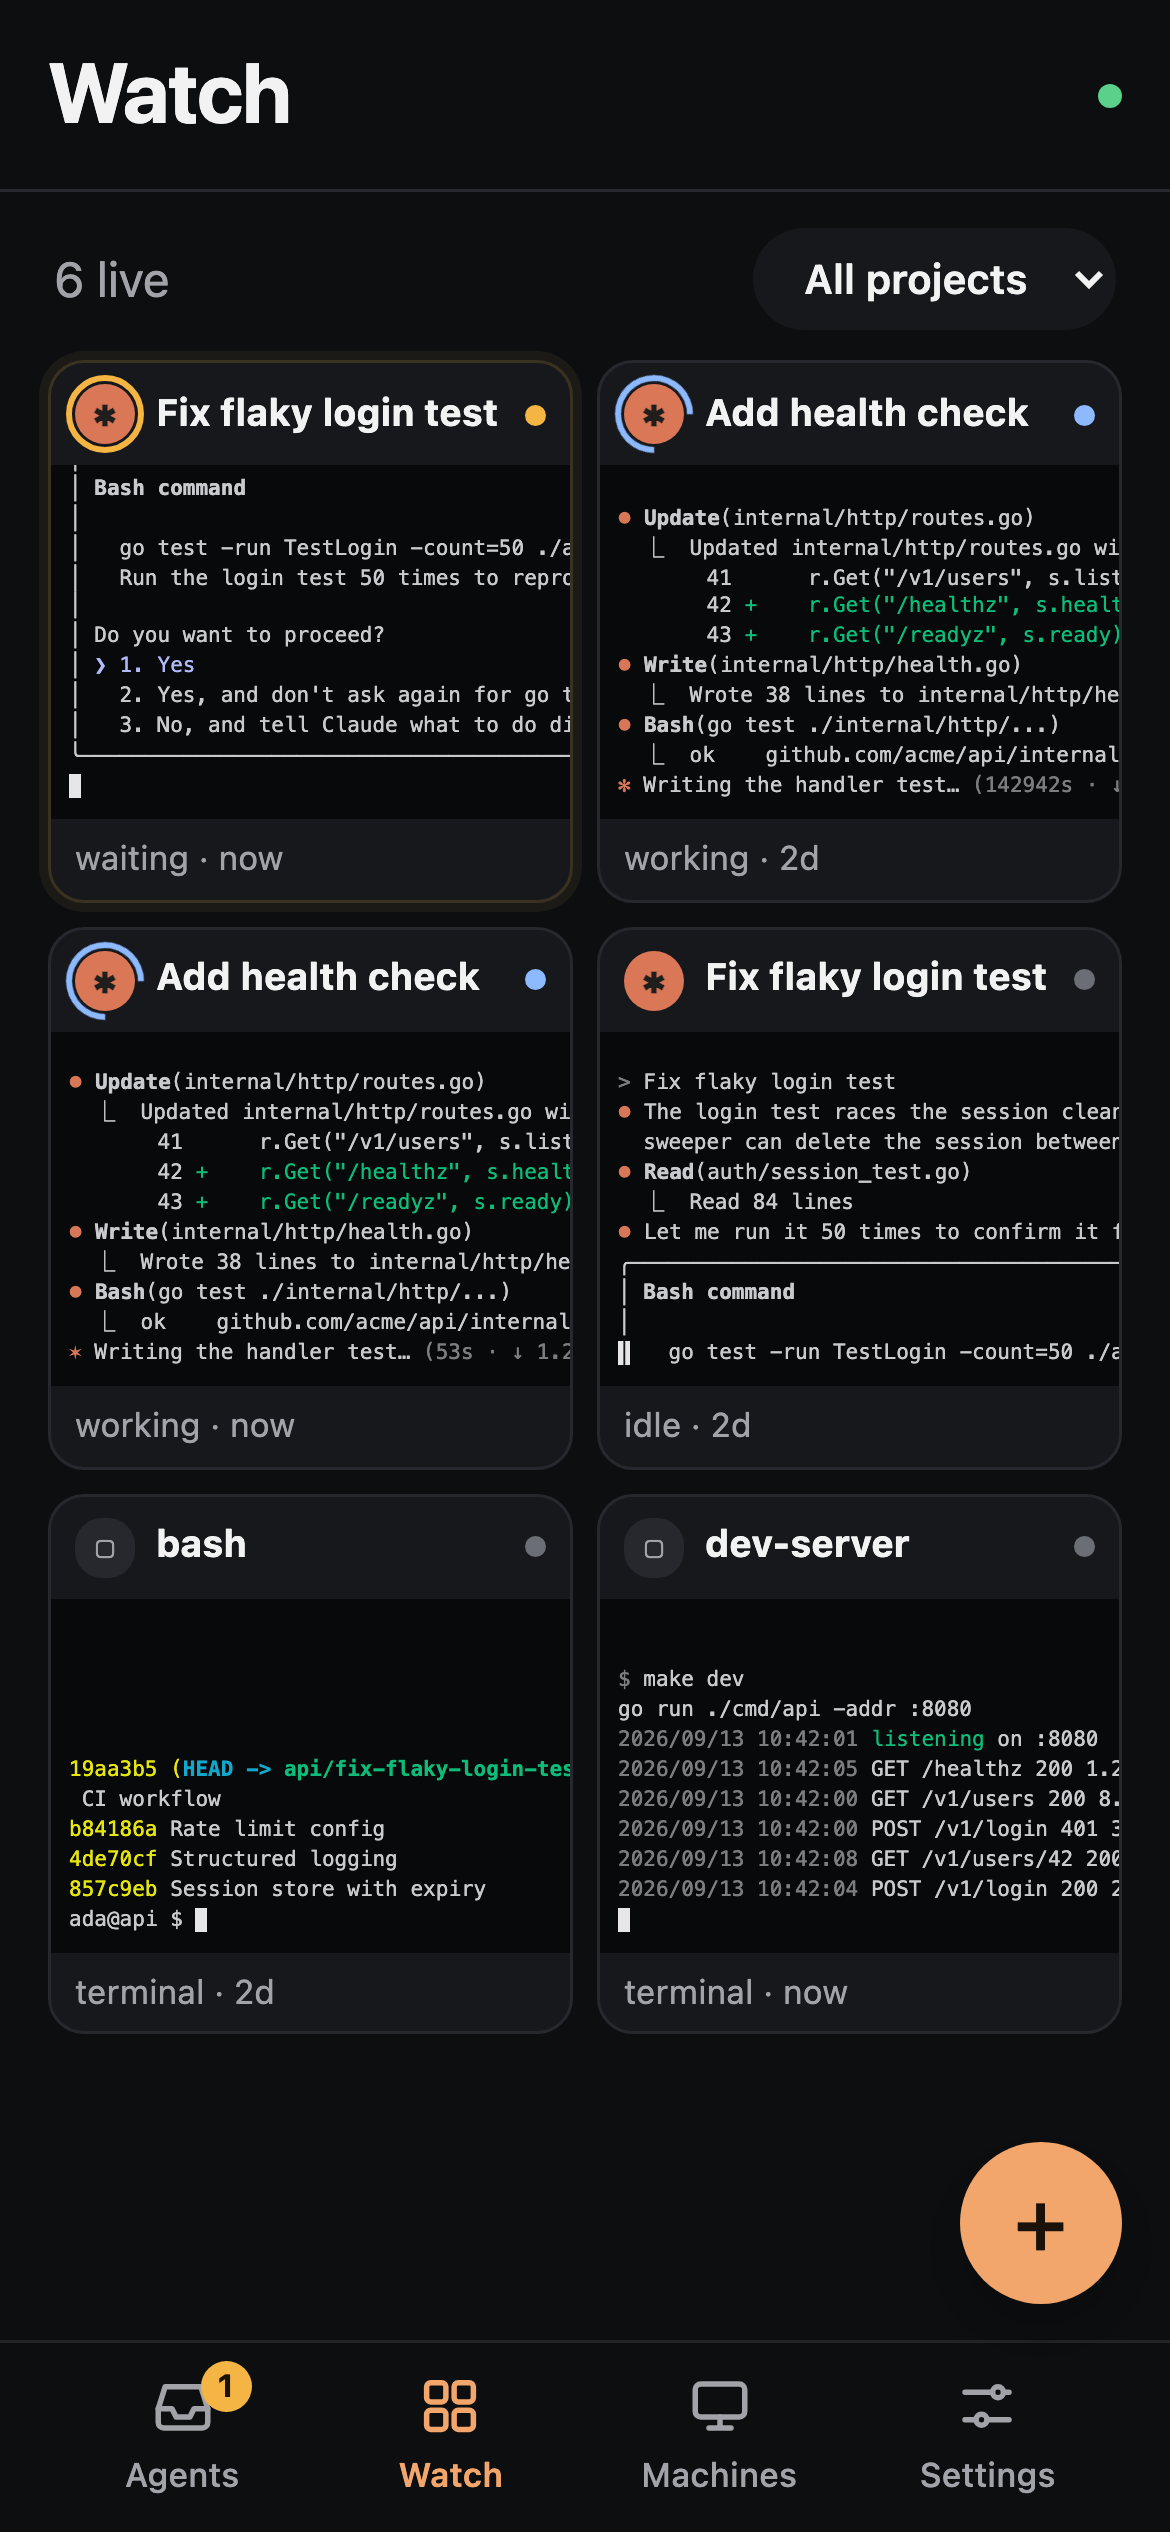 Watch
6 live
All projects
Fix flaky login test
Bash command
go test -run TestLogin -count=50 ./a
Run the login test 50 times to repro
Do you want to proceed?
❯ 1. Yes
2. Yes, and don't ask again for go t
3. No, and tell Claude what to do di
waiting · now
Add health check
● Update(internal/http/routes.go)
⎿ Updated internal/http/routes.go wi
41 r.Get("/v1/users", s.list
42 + r.Get("/healthz", s.healt
43 + r.Get("/readyz", s.ready)
● Write(internal/http/health.go)
⎿ Wrote 38 lines to internal/http/he
● Bash(go test ./internal/http/...)
⎿ ok github.com/acme/api/internal
✻ Writing the handler test… (142942s · ↓
working · 2d
Add health check
● Update(internal/http/routes.go)
⎿ Updated internal/http/routes.go wi
41 r.Get("/v1/users", s.list
42 + r.Get("/healthz", s.healt
43 + r.Get("/readyz", s.ready)
● Write(internal/http/health.go)
⎿ Wrote 38 lines to internal/http/he
● Bash(go test ./internal/http/...)
⎿ ok github.com/acme/api/internal
✶ Writing the handler test… (53s · ↓ 1.2
working · now
Fix flaky login test
> Fix flaky login test
● The login test races the session clean
sweeper can delete the session between
● Read(auth/session_test.go)
⎿ Read 84 lines
● Let me run it 50 times to confirm it f
Bash command
go test -run TestLogin -count=50 ./a
idle · 2d
bash
19aa3b5 (HEAD -> api/fix-flaky-login-tes
CI workflow
b84186a Rate limit config
4de70cf Structured logging
857c9eb Session store with expiry
ada@api $
terminal · 2d
dev-server
$ make dev
go run ./cmd/api -addr :8080
2026/09/13 10:42:01 listening on :8080
2026/09/13 10:42:05 GET /healthz 200 1.2
2026/09/13 10:42:00 GET /v1/users 200 8.
2026/09/13 10:42:00 POST /v1/login 401 3
2026/09/13 10:42:08 GET /v1/users/42 200
2026/09/13 10:42:04 POST /v1/login 200 2
terminal · now
+
1
Agents
Watch
Machines
Settings